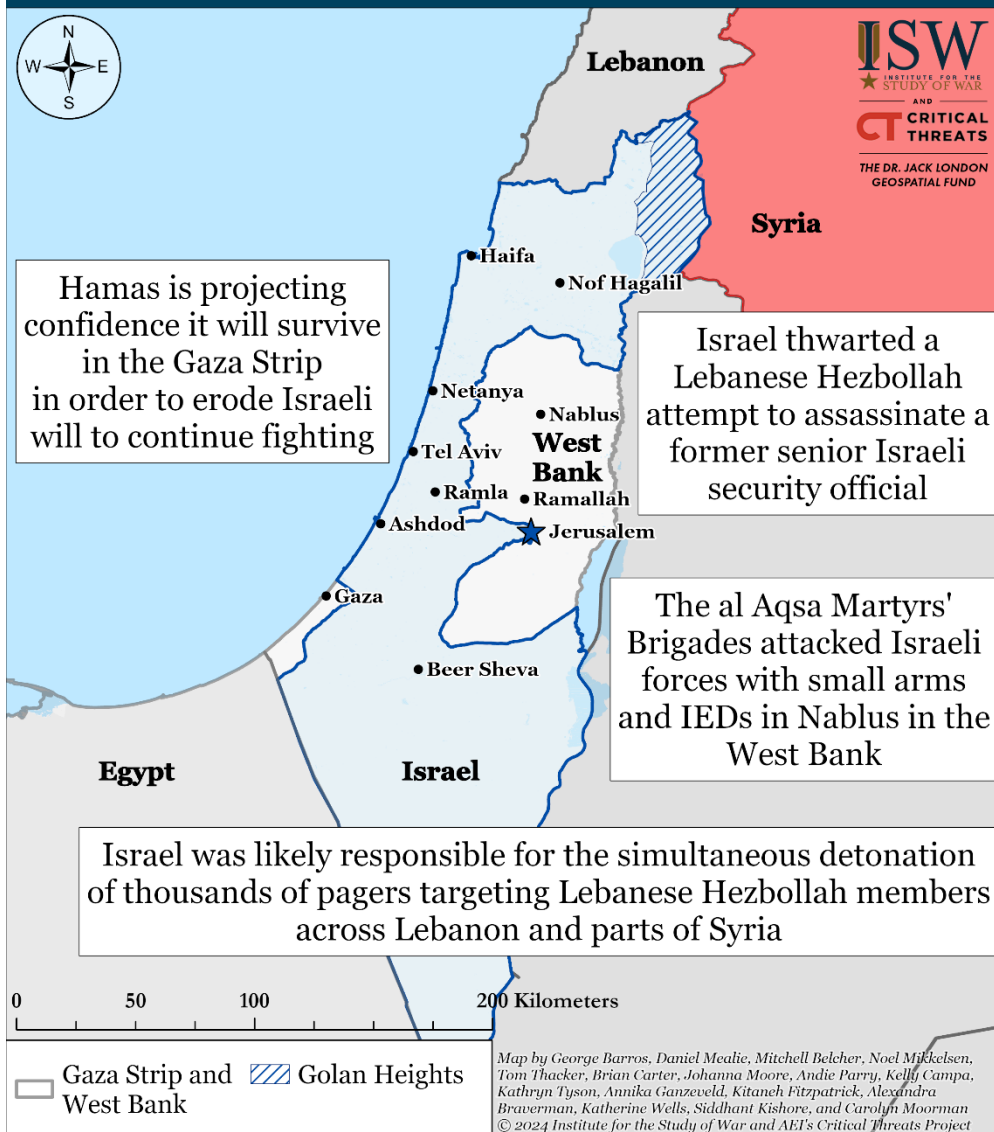 N
W
E
S
Lebanon
ISW
INSTITUTE FOR THE
STUDY OF WAR
AND
CT CRITICAL
THREATS
THE DR. JACK LONDON
GEOSPATIAL FUND
Syria
Haifa
Nof Hagalil
Hamas is projecting
confidence it will survive
in the Gaza Strip
in order to erode Israeli
will to continue fighting
Israel thwarted a
Lebanese Hezbollah
attempt to assassinate a
former senior Israeli
security official
Netanya
Nablus
West
Bank
Tel Aviv
Ramla
Ramallah
Ashdod
Jerusalem
Gaza
The al Aqsa Martyrs'
Brigades attacked Israeli
forces with small arms
and IEDs in Nablus in the
West Bank
Beer Sheva
Egypt
Israel
Israel was likely responsible for the simultaneous detonation
of thousands of pagers targeting Lebanese Hezbollah members
across Lebanon and parts of Syria
0 50 100 200 Kilometers
Gaza Strip and
West Bank
Golan Heights
Map by George Barros, Daniel Mealie, Mitchell Belcher, Noel Mikkelsen,
Tom Thacker, Brian Carter, Johanna Moore, Andie Parry, Kelly Campa,
Kathryn Tyson, Annika Ganzeveld, Kitaneh Fitzpatrick, Alexandra
Braverman, Katherine Wells, Siddhant Kishore, and Carolyn Moorman
© 2024 Institute for the Study of War and AEI's Critical Threats Project